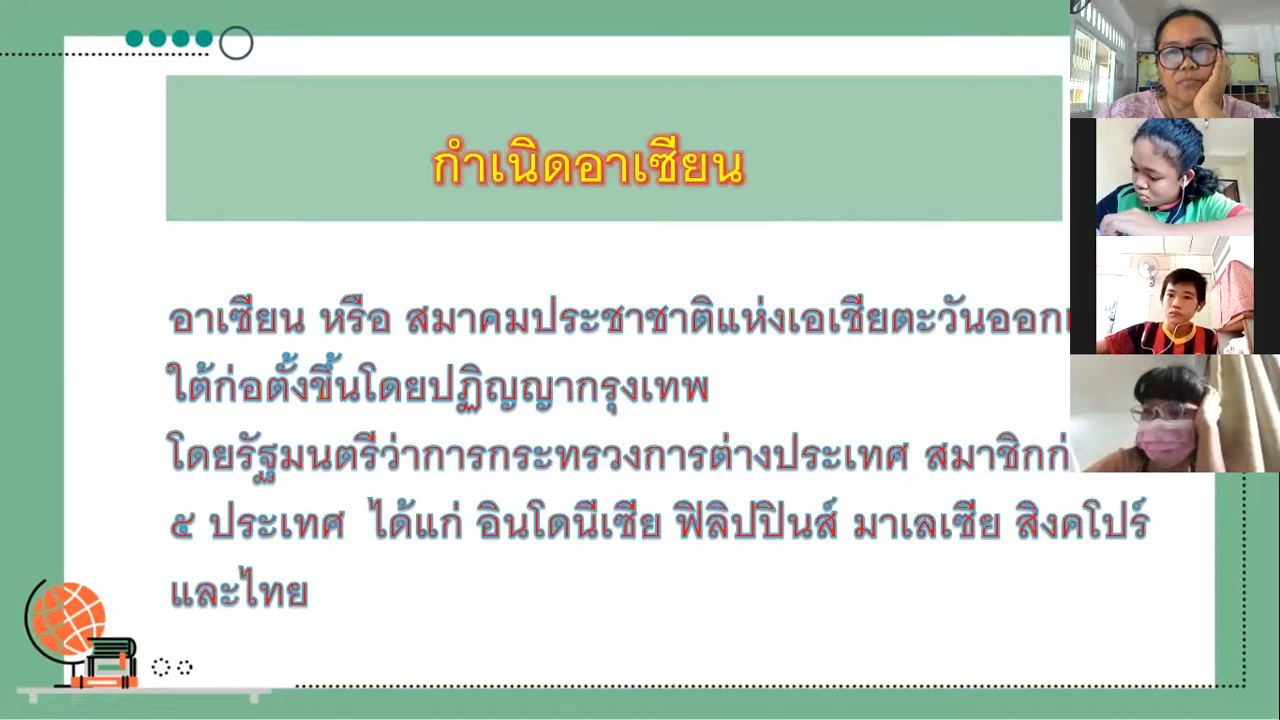 กำเนิดอาเซียน
อาเซียน หรือ สมาคมประชาชาติแห่งเอเชียตะวันออก
ใต้ก่อตั้งขึ้นโดยปฏิญญากรุงเทพ
โดยรัฐมนตรีว่าการกระทรวงการต่างประเทศ สมาชิก
๕ ประเทศ ได้แก่ อินโดนีเซีย ฟิลิปปินส์ มาเลเซีย สิงคโปร์
และไทย